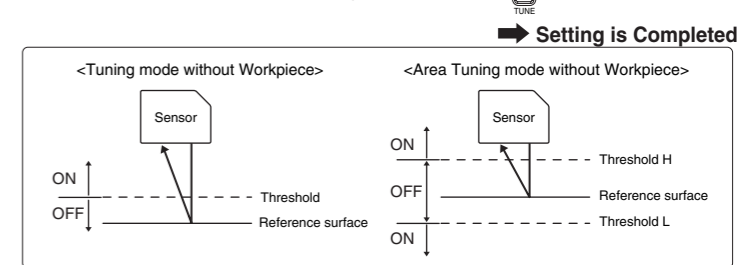 TUNE
➡ Setting is Completed
<Tuning mode without Workpiece>
Sensor
ON
OFF
Threshold
Reference surface
<Area Tuning mode without Workpiece>
Sensor
ON
Threshold H
OFF
Reference surface
Threshold L
ON